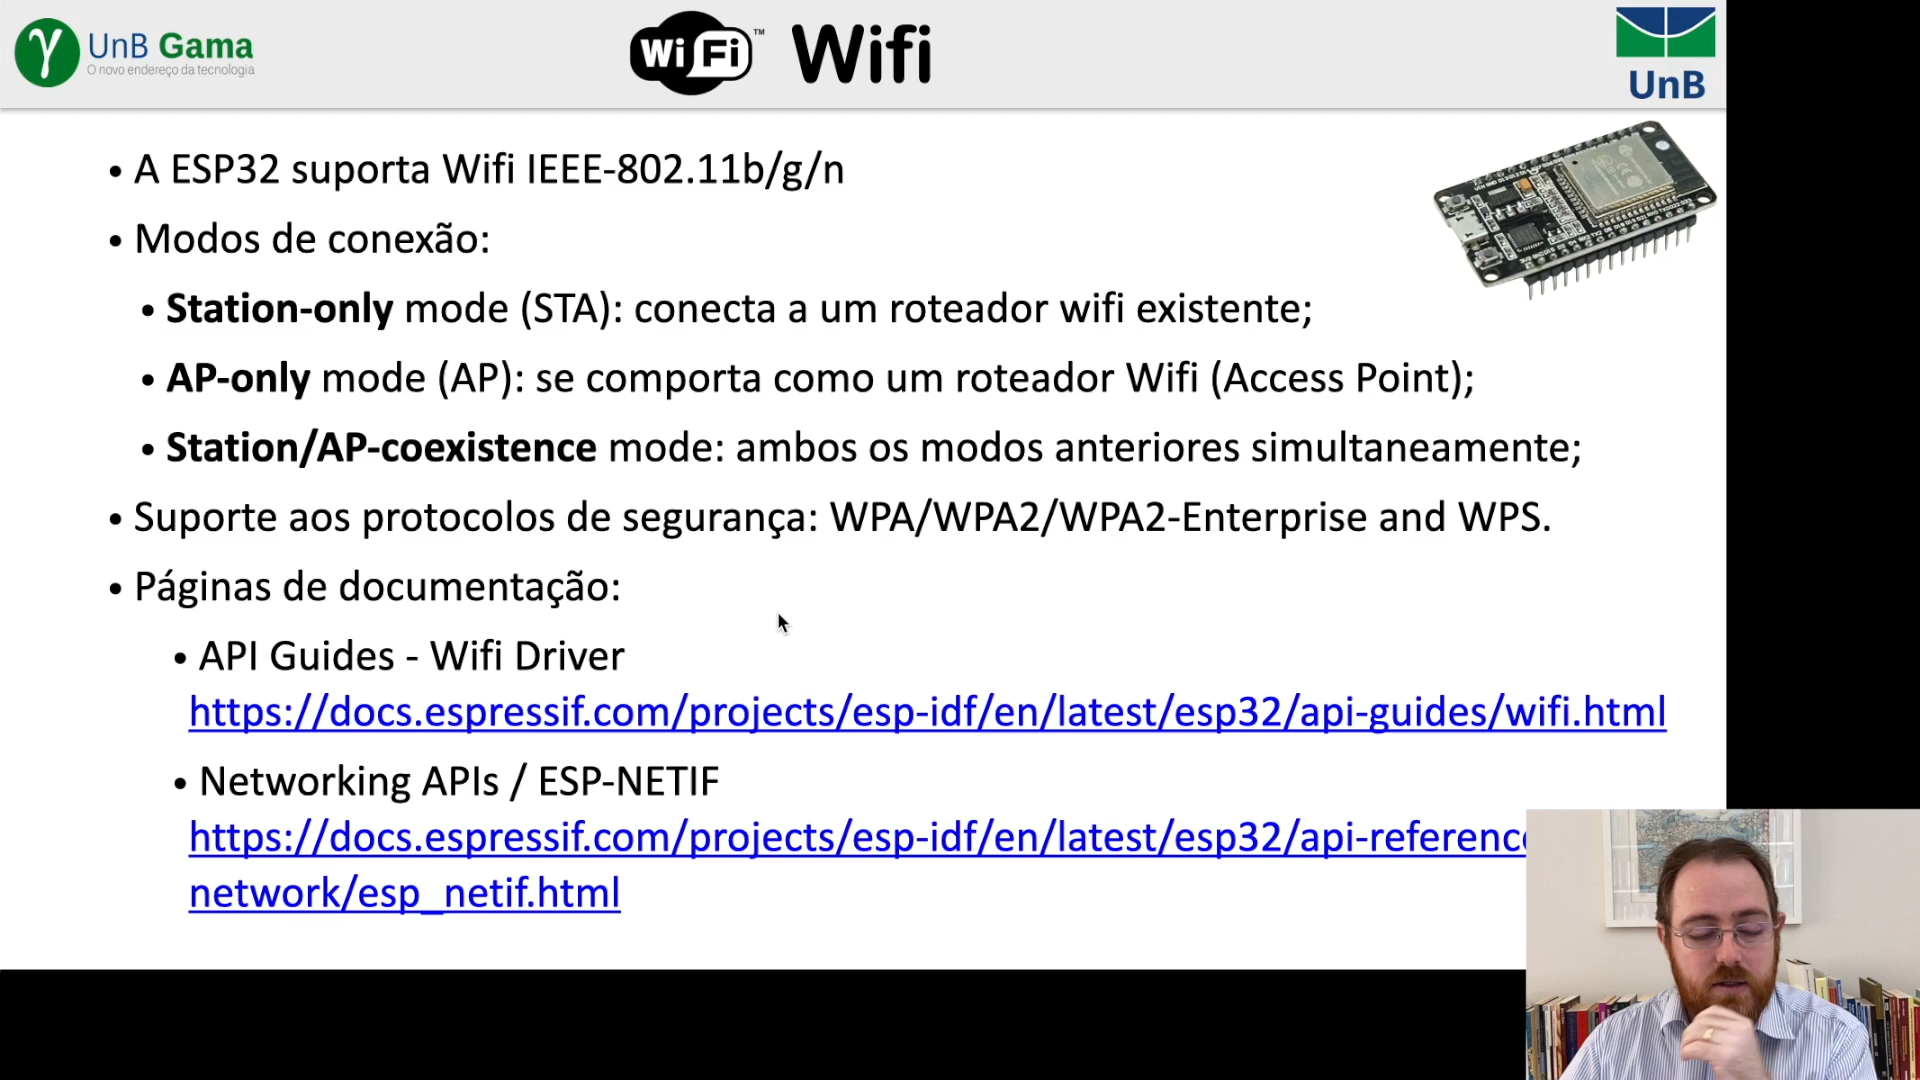 UnB Gama
O novo endereço da tecnologia
WiFi™ Wifi
UnB
• A ESP32 suporta Wifi IEEE-802.11b/g/n
• Modos de conexão:
• Station-only mode (STA): conecta a um roteador wifi existente;
• AP-only mode (AP): se comporta como um roteador Wifi (Access Point);
• Station/AP-coexistence mode: ambos os modos anteriores simultaneamente;
• Suporte aos protocolos de segurança: WPA/WPA2/WPA2-Enterprise and WPS.
• Páginas de documentação:
• API Guides - Wifi Driver
https://docs.espressif.com/projects/esp-idf/en/latest/esp32/api-guides/wifi.html
• Networking APIs / ESP-NETIF
https://docs.espressif.com/projects/esp-idf/en/latest/esp32/api-referenc
network/esp_netif.html